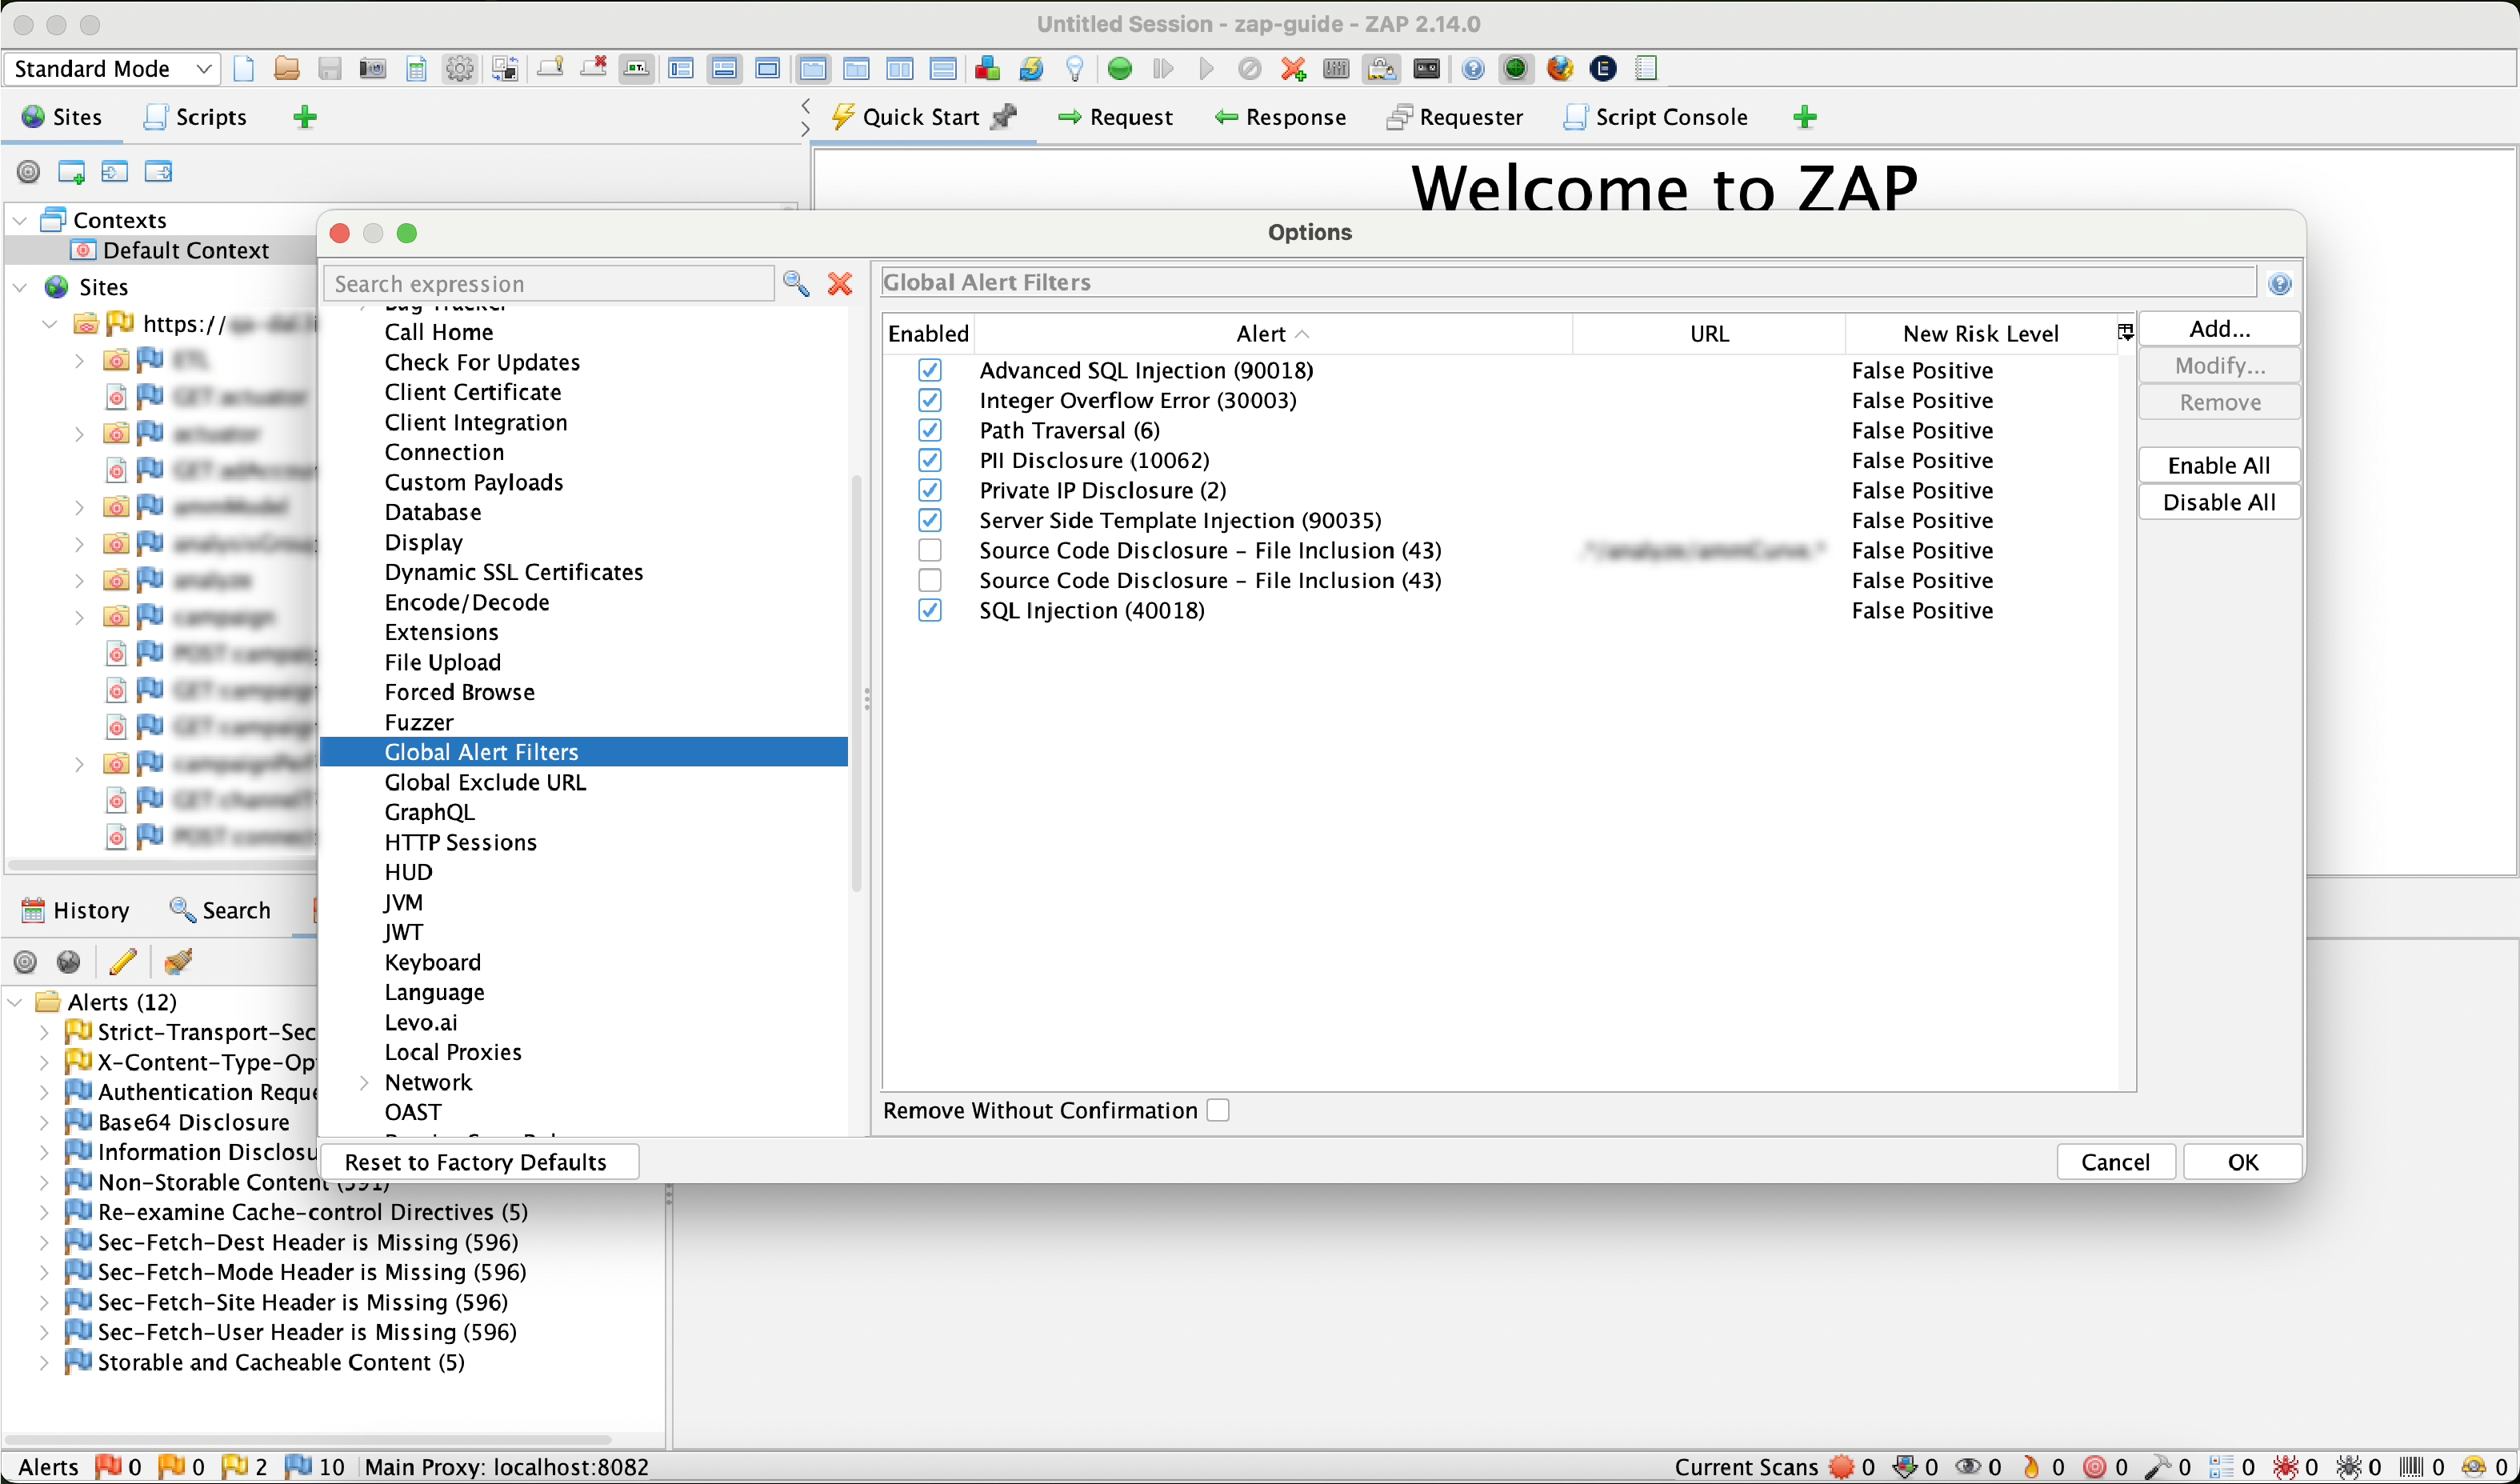 Untitled Session - zap-guide - ZAP 2.14.0
Standard Mode
Sites
Scripts
Quick Start
Request
Response
Requester
Script Console
Welcome to ZAP
Contexts
Default Context
Sites
https://
Options
Search expression
Call Home
Check For Updates
Client Certificate
Client Integration
Connection
Custom Payloads
Database
Display
Dynamic SSL Certificates
Encode/Decode
Extensions
File Upload
Forced Browse
Fuzzer
Global Alert Filters
Global Exclude URL
GraphQL
HTTP Sessions
HUD
JVM
JWT
Keyboard
Language
Levo.ai
Local Proxies
Network
OAST
Reset to Factory Defaults
Global Alert Filters
Enabled Alert URL New Risk Level
Advanced SQL Injection (90018) False Positive
Integer Overflow Error (30003) False Positive
Path Traversal (6) False Positive
PII Disclosure (10062) False Positive
Private IP Disclosure (2) False Positive
Server Side Template Injection (90035) False Positive
Source Code Disclosure - File Inclusion (43) False Positive
Source Code Disclosure - File Inclusion (43) False Positive
SQL Injection (40018) False Positive
Add...
Modify...
Remove
Enable All
Disable All
Remove Without Confirmation
Cancel
OK
History
Search
Alerts (12)
Strict-Transport-Sec
X-Content-Type-Op
Authentication Reque
Base64 Disclosure
Information Disclosu
Non-Storable Content
Re-examine Cache-control Directives (5)
Sec-Fetch-Dest Header is Missing (596)
Sec-Fetch-Mode Header is Missing (596)
Sec-Fetch-Site Header is Missing (596)
Sec-Fetch-User Header is Missing (596)
Storable and Cacheable Content (5)
Alerts 0 0 2 10 Main Proxy: localhost:8082
Current Scans 0 0 0 0 0 0 0 0 0 0 0